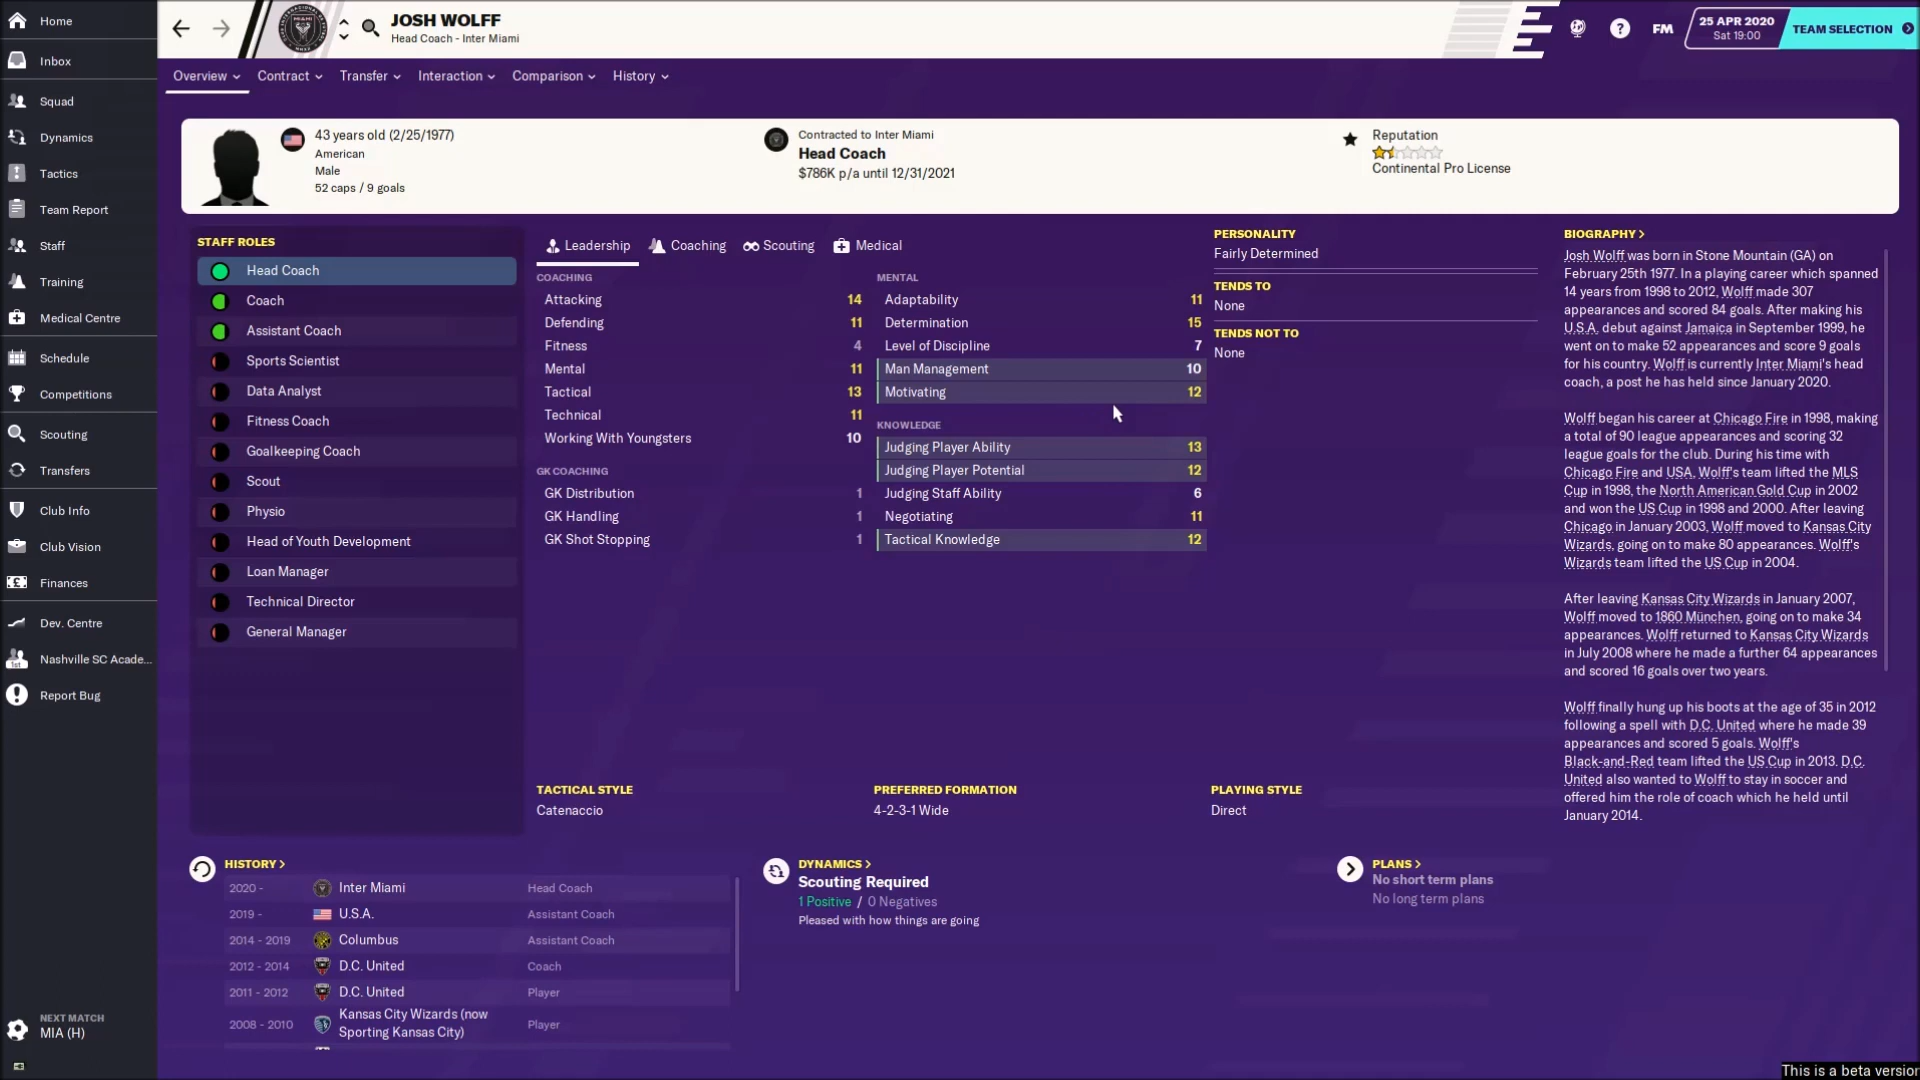 Home
Inbox
Squad
Dynamics
Tactics
Team Report
Staff
Training
Medical Centre
Schedule
Competitions
Scouting
Transfers
Club Info
Club Vision
Finances
Dev. Centre
Nashville SC Acade...
Report Bug
NEXT MATCH
MIA (H)
JOSH WOLFF
Head Coach - Inter Miami
FM
25 APR 2020
Sat 19:00
TEAM SELECTION
Overview Contract Transfer Interaction Comparison History
43 years old (2/25/1977)
American
Male
52 caps / 9 goals
Contracted to Inter Miami
Head Coach
$786K p/a until 12/31/2021
Reputation
Continental Pro License
STAFF ROLES
Head Coach
Coach
Assistant Coach
Sports Scientist
Data Analyst
Fitness Coach
Goalkeeping Coach
Scout
Physio
Head of Youth Development
Loan Manager
Technical Director
General Manager
Leadership Coaching Scouting Medical
COACHING
Attacking 14
Defending 11
Fitness 4
Mental 11
Tactical 13
Technical 11
Working With Youngsters 10
GK COACHING
GK Distribution 1
GK Handling 1
GK Shot Stopping 1
MENTAL
Adaptability 11
Determination 15
Level of Discipline 7
Man Management 10
Motivating 12
KNOWLEDGE
Judging Player Ability 13
Judging Player Potential 12
Judging Staff Ability 6
Negotiating 11
Tactical Knowledge 12
PERSONALITY
Fairly Determined
TENDS TO
None
TENDS NOT TO
None
TACTICAL STYLE
Catenaccio
PREFERRED FORMATION
4-2-3-1 Wide
PLAYING STYLE
Direct
BIOGRAPHY >
Josh Wolff was born in Stone Mountain (GA) on
February 25th 1977. In a playing career which spanned
14 years from 1998 to 2012, Wolff made 307
appearances and scored 84 goals. After making his
U.S.A. debut against Jamaica in September 1999, he
went on to make 52 appearances and score 9 goals
for his country. Wolff is currently Inter Miami's head
coach, a post he has held since January 2020.
Wolff began his career at Chicago Fire in 1998, making
a total of 90 league appearances and scoring 32
league goals for the club. During his time with
Chicago Fire and USA, Wolff's team lifted the MLS
Cup in 1998, the North American Gold Cup in 2002
and won the US Cup in 1998 and 2000. After leaving
Chicago in January 2003, Wolff moved to Kansas City
Wizards, going on to make 80 appearances. Wolff's
Wizards team lifted the US Cup in 2004.
After leaving Kansas City Wizards in January 2007,
Wolff moved to 1860 München, going on to make 34
appearances. Wolff returned to Kansas City Wizards
in July 2008 where he made a further 64 appearances
and scored 16 goals over two years.
Wolff finally hung up his boots at the age of 35 in 2012
following a spell with D.C. United where he made 39
appearances and scored 5 goals. Wolff's
Black-and-Red team lifted the US Cup in 2013. D.C.
United also wanted to Wolff to stay in soccer and
offered him the role of coach which he held until
January 2014.
HISTORY >
2020 - Inter Miami Head Coach
2019 - U.S.A. Assistant Coach
2014 - 2019 Columbus Assistant Coach
2012 - 2014 D.C. United Coach
2011 - 2012 D.C. United Player
2008 - 2010 Kansas City Wizards (now
Sporting Kansas City) Player
DYNAMICS >
Scouting Required
1 Positive / 0 Negatives
Pleased with how things are going
PLANS >
No short term plans
No long term plans
This is a beta version